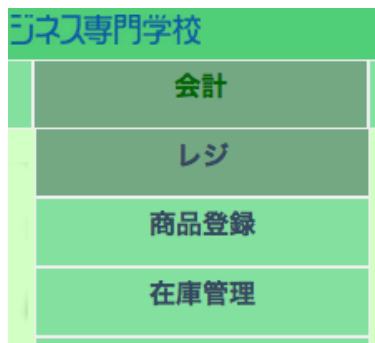 ジネス専門学校
会計
レジ
商品登録
在庫管理